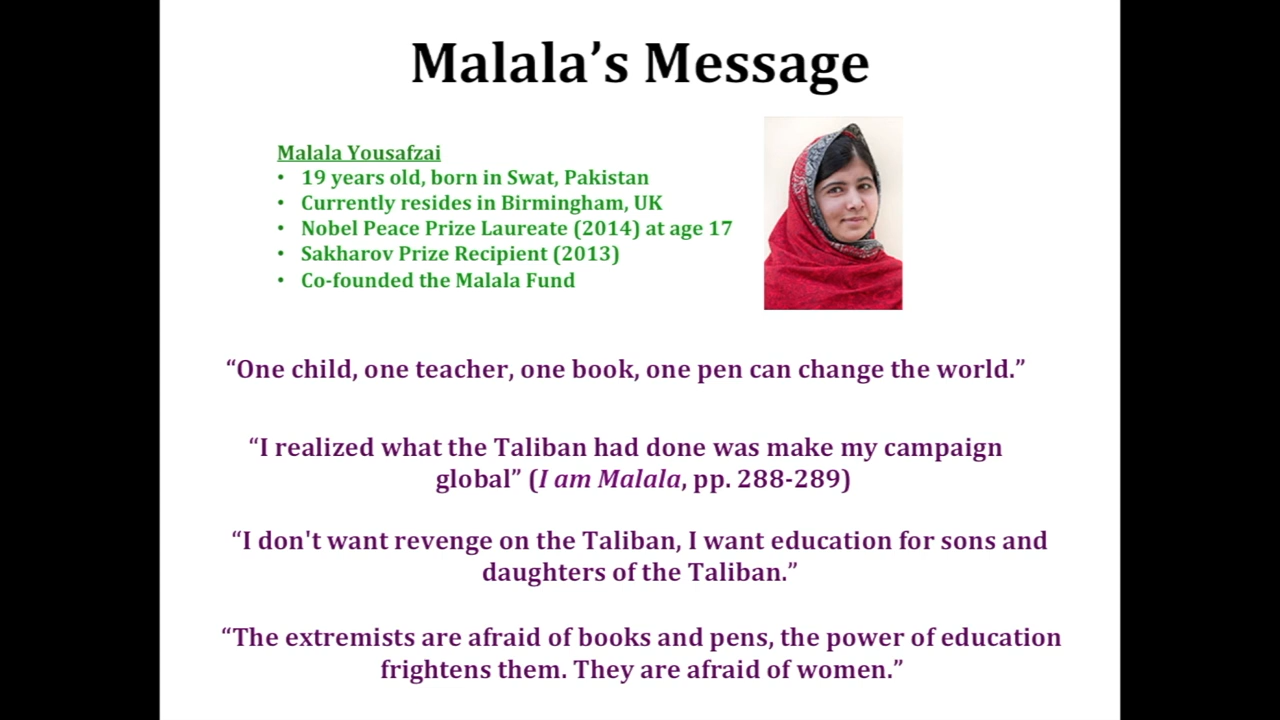 Malala’s Message
Malala Yousafzai
• 19 years old, born in Swat, Pakistan
• Currently resides in Birmingham, UK
• Nobel Peace Prize Laureate (2014) at age 17
• Sakharov Prize Recipient (2013)
• Co-founded the Malala Fund
“One child, one teacher, one book, one pen can change the world.”
“I realized what the Taliban had done was make my campaign
global” (I am Malala, pp. 288-289)
“I don't want revenge on the Taliban, I want education for sons and
daughters of the Taliban.”
“The extremists are afraid of books and pens, the power of education
frightens them. They are afraid of women.”